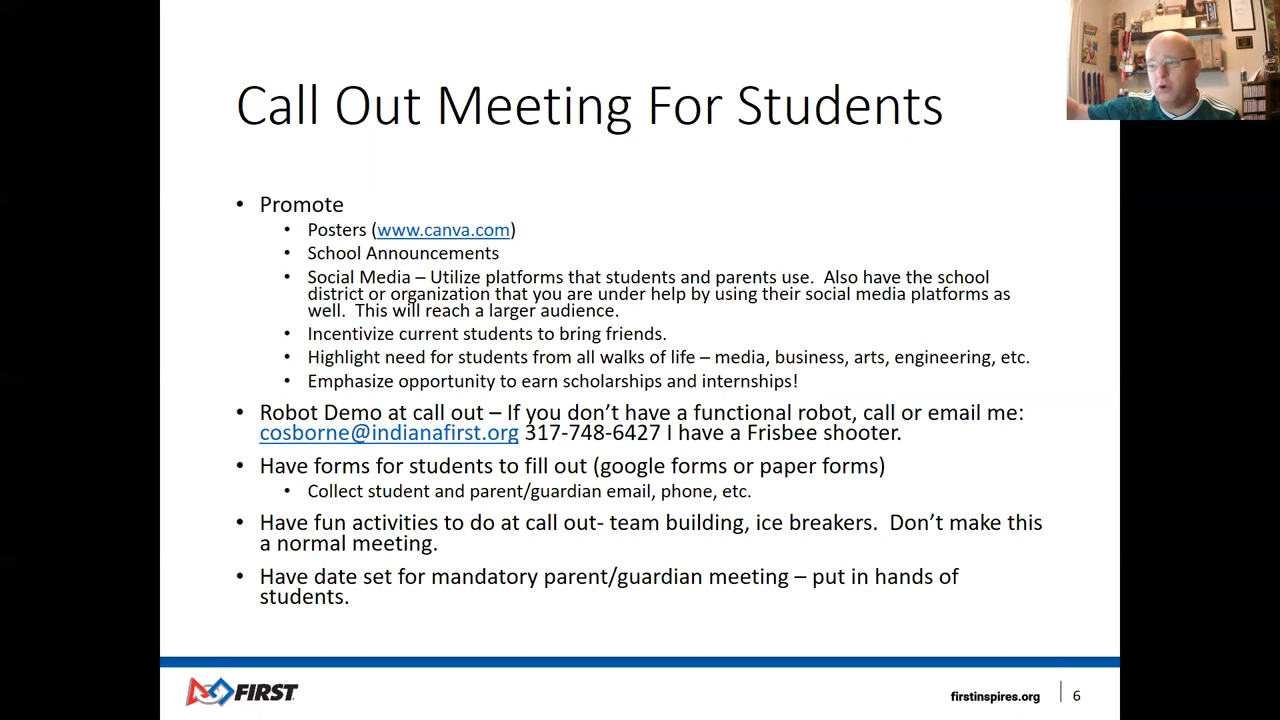 Call Out Meeting For Students
• Promote
• Posters (www.canva.com)
• School Announcements
• Social Media – Utilize platforms that students and parents use.  Also have the school
district or organization that you are under help by using their social media platforms as
well.  This will reach a larger audience.
• Incentivize current students to bring friends.
• Highlight need for students from all walks of life – media, business, arts, engineering, etc.
• Emphasize opportunity to earn scholarships and internships!
• Robot Demo at call out – If you don’t have a functional robot, call or email me:
cosborne@indianafirst.org 317-748-6427 I have a Frisbee shooter.
• Have forms for students to fill out (google forms or paper forms)
• Collect student and parent/guardian email, phone, etc.
• Have fun activities to do at call out- team building, ice breakers.  Don’t make this
a normal meeting.
• Have date set for mandatory parent/guardian meeting – put in hands of
students.
FIRST
firstinspires.org
6